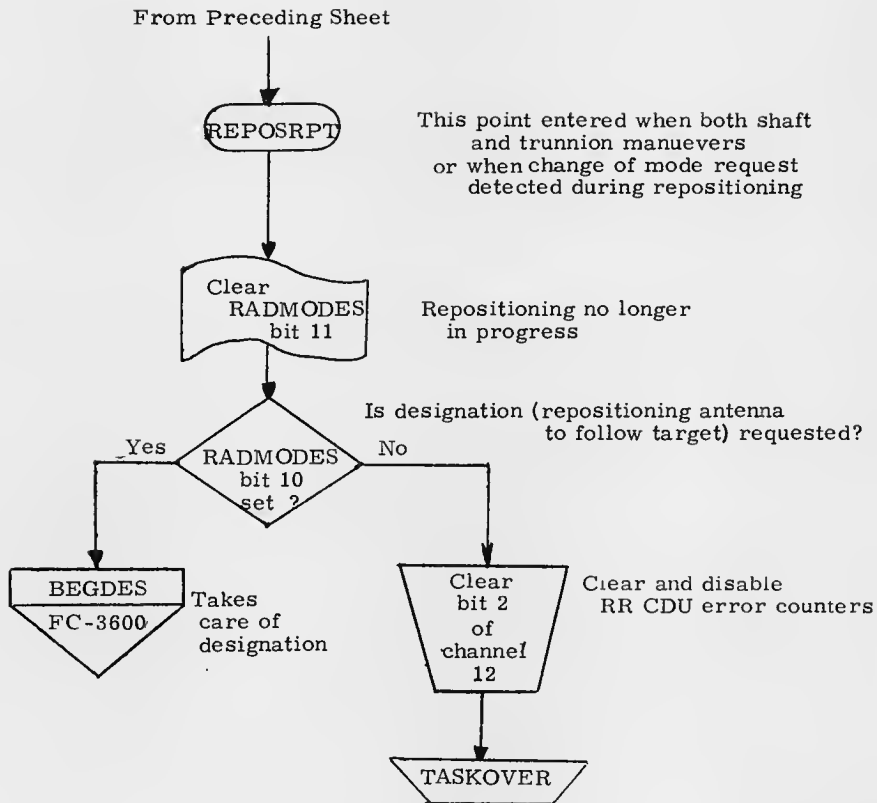 From Preceding Sheet
REPOSRPT
This point entered when both shaft
and trunnion manuevers
or when change of mode request
detected during repositioning
Clear
RADMODES
bit 11
Repositioning no longer
in progress
Is designation (repositioning antenna
to follow target) requested?
Yes
RADMODES
bit 10
set ?
No
BEGDES
FC-3600
Takes
care of
designation
Clear
bit 2
of
channel
12
Clear and disable
RR CDU error counters
TASKOVER